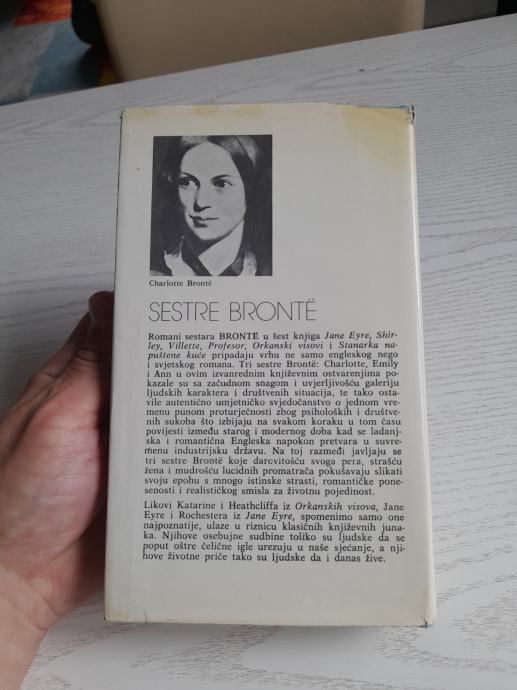 Charlotte Brontë
SESTRE BRONTË
Romani sestara BRONTË u šest knjiga Jane Eyre, Shir-
ley, Villette, Profesor, Orkanski visovi i Stanarka na-
puštene kuće pripadaju vrhu ne samo engleskog nego
i svjetskog romana. Tri sestre Brontë: Charlotte, Emily
i Ann u ovim izvanrednim književnim ostvarenjima po-
kazale su sa začudnom snagom i uvjerljivošću galeriju
ljudskih karaktera i društvenih situacija, te tako osta-
vile autentično umjetničko svjedočanstvo o jednom vre-
menu punom proturječnosti zbog psiholoških i društve-
nih sukoba što izbijaju na svakom koraku u tom času
povijesti između starog i modernog doba kad se ladanj-
ska i romantična Engleska napokon pretvara u suvre-
menu industrijsku državu. Na toj razmeđi javljaju se
tri sestre Brontë koje darovitošću svoga pera, strašću
žena i mudrošću lucidnih promatrača pokušavaju slikati
svoju epohu s mnogo istinske strasti, romantičke pone-
senosti i realističkog smisla za životnu pojedinost.
Likovi Katarine i Heathcliffa iz Orkanskih visova, Jane
Eyre i Rochestera iz Jane Eyre, spomenimo samo one
najpoznatije, ulaze u riznicu klasičnih književnih juna-
ka. Njihove osebujne sudbine toliko su ljudske da se
poput oštre čelične igle urezuju u naše sjećanje, a nji-
hove životne priče tako su ljudske da i danas žive.